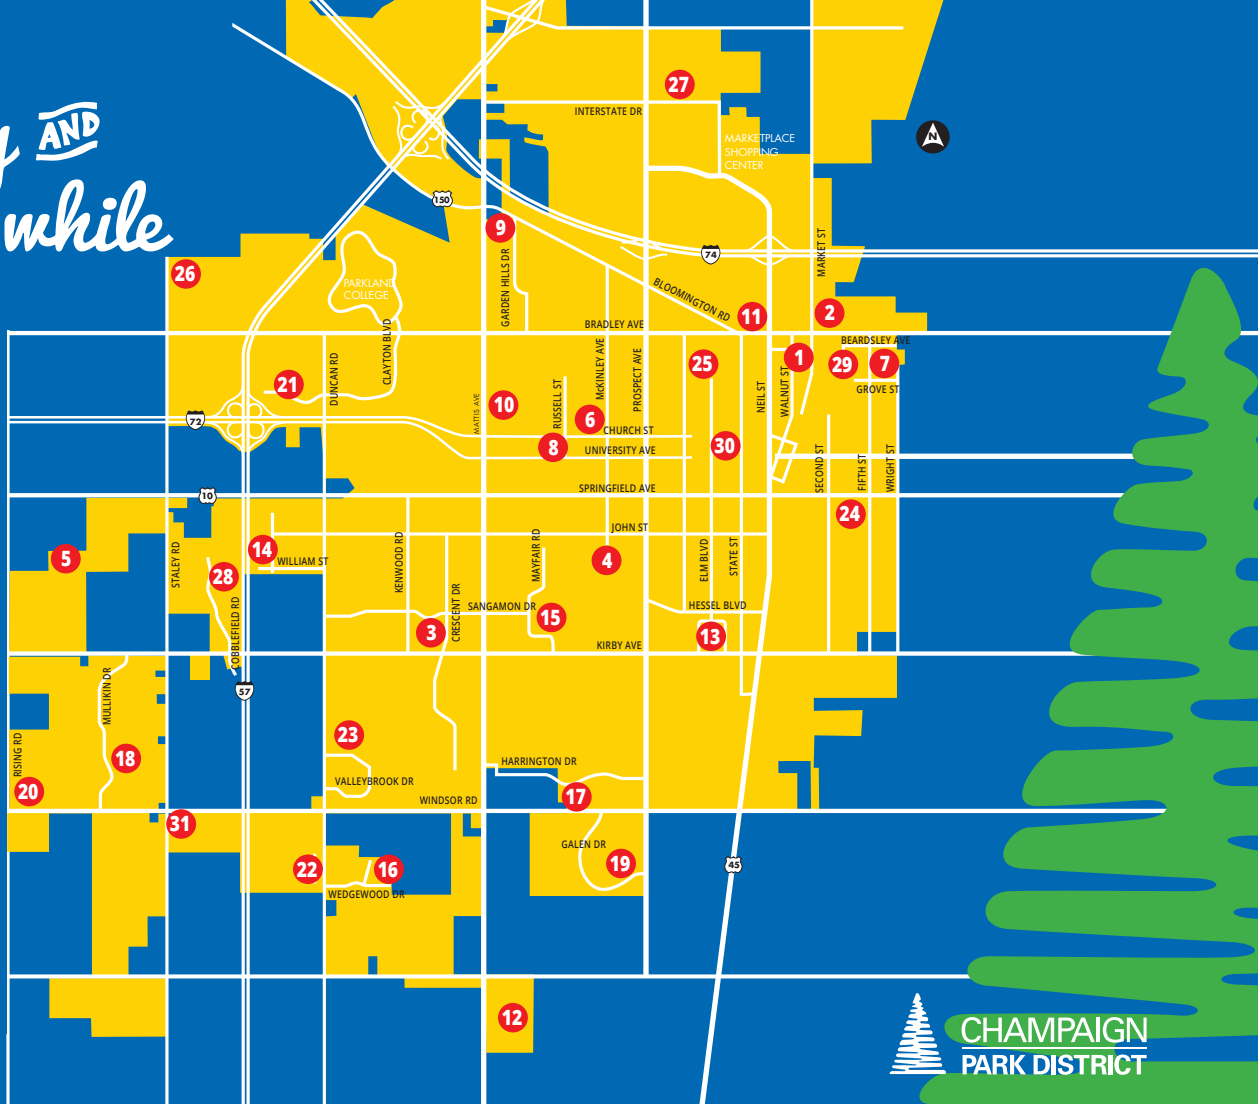 y AND
while
27
INTERSTATE DR
MARKETPLACE
SHOPPING
CENTER
N
150
9
74
MARKET ST
26
PARKLAND
COLLEGE
GARDEN HILLS DR
BLOOMINGTON RD
11
2
BRADLEY AVE
BEARDSLEY AVE
CLAYTON BLVD
DUNCAN RD
McKINLEY AVE
PROSPECT AVE
25
1
29
7
21
RUSSELL ST
NEIL ST
WALNUT ST
GROVE ST
MATTIS AVE
10
6
72
CHURCH ST
8
UNIVERSITY AVE
30
SECOND ST
FIFTH ST
WRIGHT ST
10
SPRINGFIELD AVE
24
JOHN ST
5
STALEY RD
14
WILLIAM ST
KENWOOD RD
MAYFAIR RD
4
ELM BLVD
STATE ST
28
COBBLEFIELD RD
CRESCENT DR
SANGAMON DR
15
HESSEL BLVD
3
13
KIRBY AVE
57
MULLIKIN DR
23
RISING RD
18
HARRINGTON DR
VALLEYBROOK DR
20
WINDSOR RD
17
31
GALEN DR
22
16
19
45
WEDGEWOOD DR
12
CHAMPAIGN
PARK DISTRICT